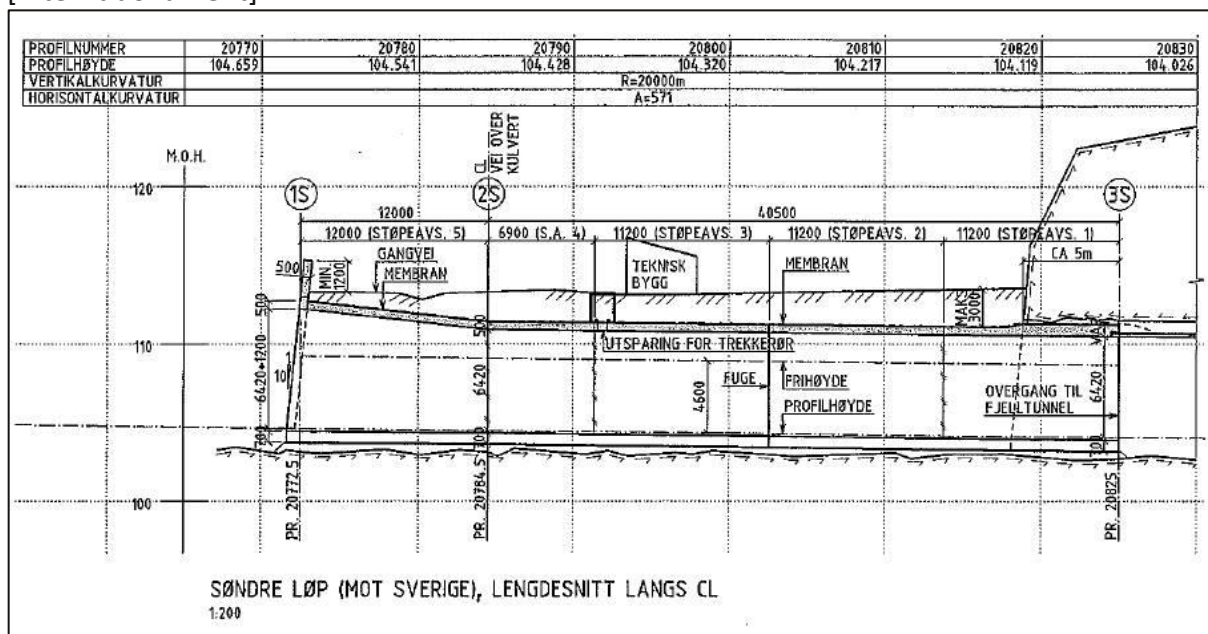 PROFILNUMMER 20770 20780 20790 20800 20810 20820 20830
PROFILHØYDE 104.659 104.541 104.428 104.320 104.217 104.119 104.026
VERTIKALKURVATUR R=20000m
HORISONTALKURVATUR A=571
M.O.H.
CL
VEI OVER
KULVERT
120
1S
2S
3S
12000
40500
12000 (STØPEAVS. 5)
6900 (S.A. 4)
11200 (STØPEAVS. 3)
11200 (STØPEAVS. 2)
11200 (STØPEAVS. 1)
CA 5m
500
MIN.
1200
GANGVEI
MEMBRAN
TEKNISK
BYGG
MEMBRAN
MAKS
3000
500
500
UTSPARING FOR TREKKERØR
110
6420+1200
1
10
6420
4600
FUGE
FRIHØYDE
PROFILHØYDE
OVERGANG TIL
FJELLTUNNEL
6420
700
700
100
PR. 20772.5
PR. 20784.5
PR. 20825
SØNDRE LØP (MOT SVERIGE), LENGDESNITT LANGS CL
1:200